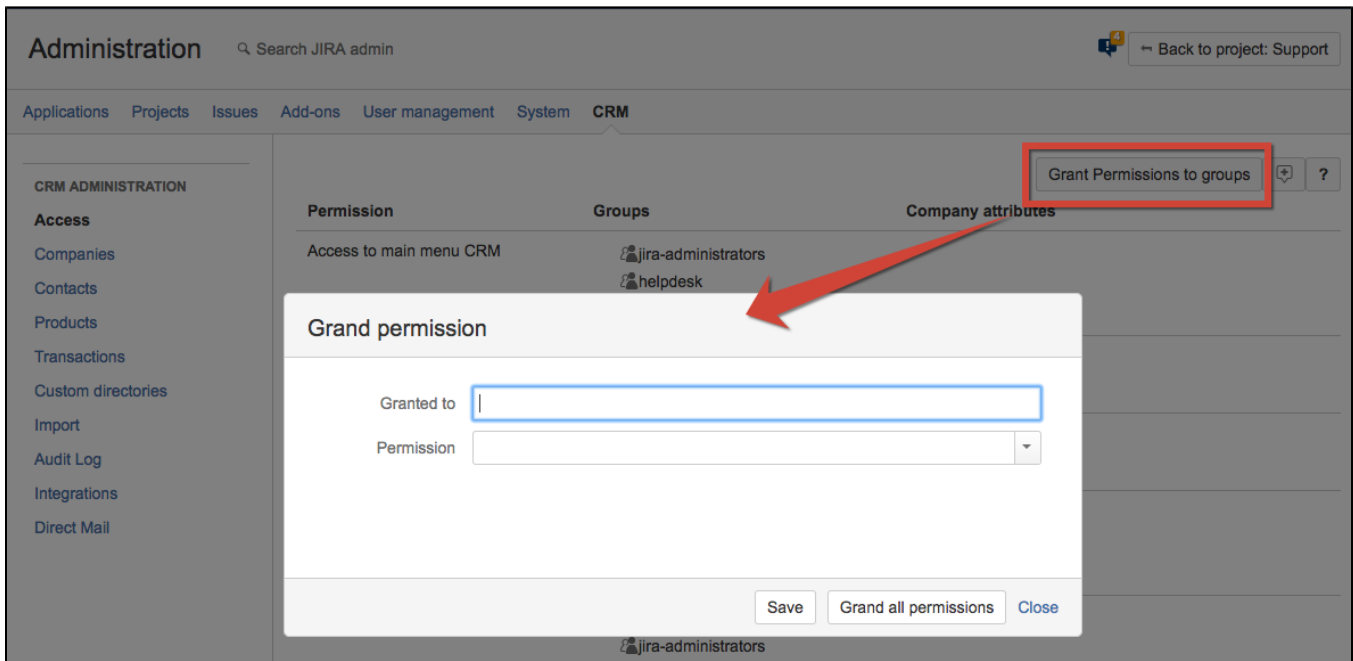 Administration
Search JIRA admin
4
Back to project: Support
Applications Projects Issues Add-ons User management System CRM
Grant Permissions to groups ?
CRM ADMINISTRATION
Access
Companies
Contacts
Products
Transactions
Custom directories
Import
Audit Log
Integrations
Direct Mail
Permission Groups Company attributes
Access to main menu CRM
jira-administrators
helpdesk
Grand permission
Granted to
Permission
Save Grand all permissions Close
jira-administrators